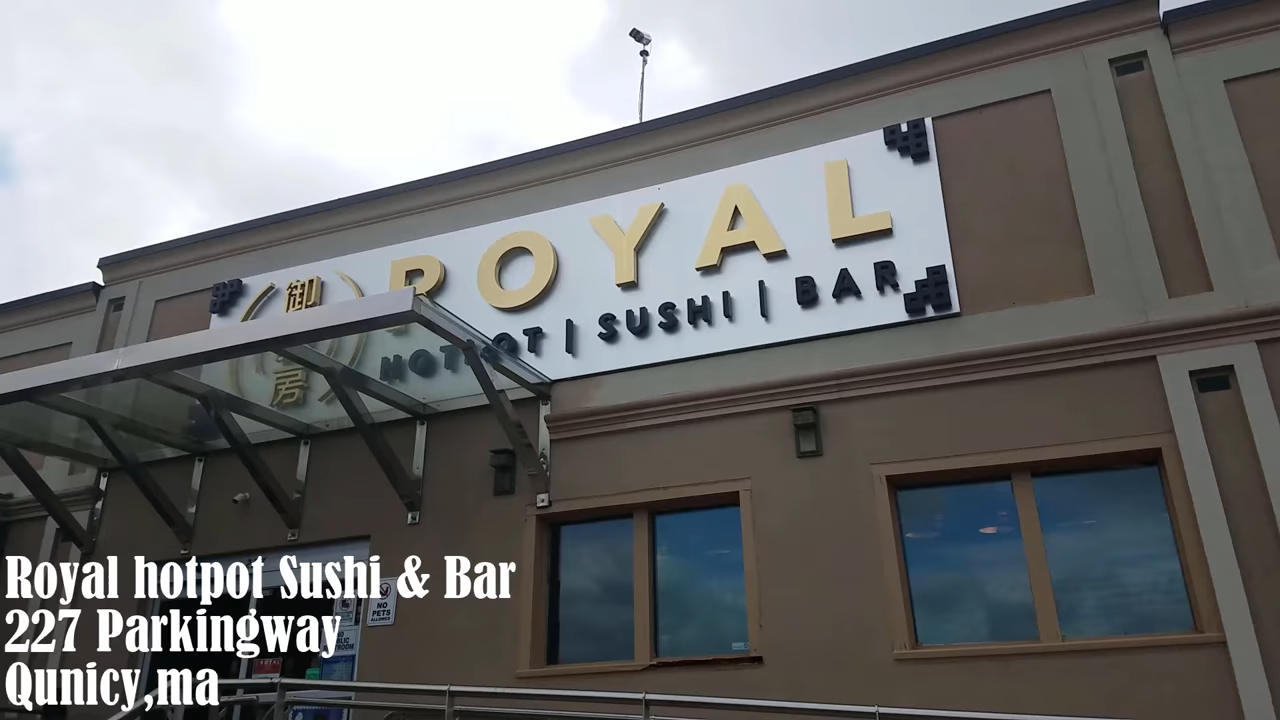 御
房
ROYAL
HOTPOT | SUSHI | BAR
NO
PETS
ALLOWED
Royal hotpot Sushi & Bar
227 Parkingway
Qunicy,ma